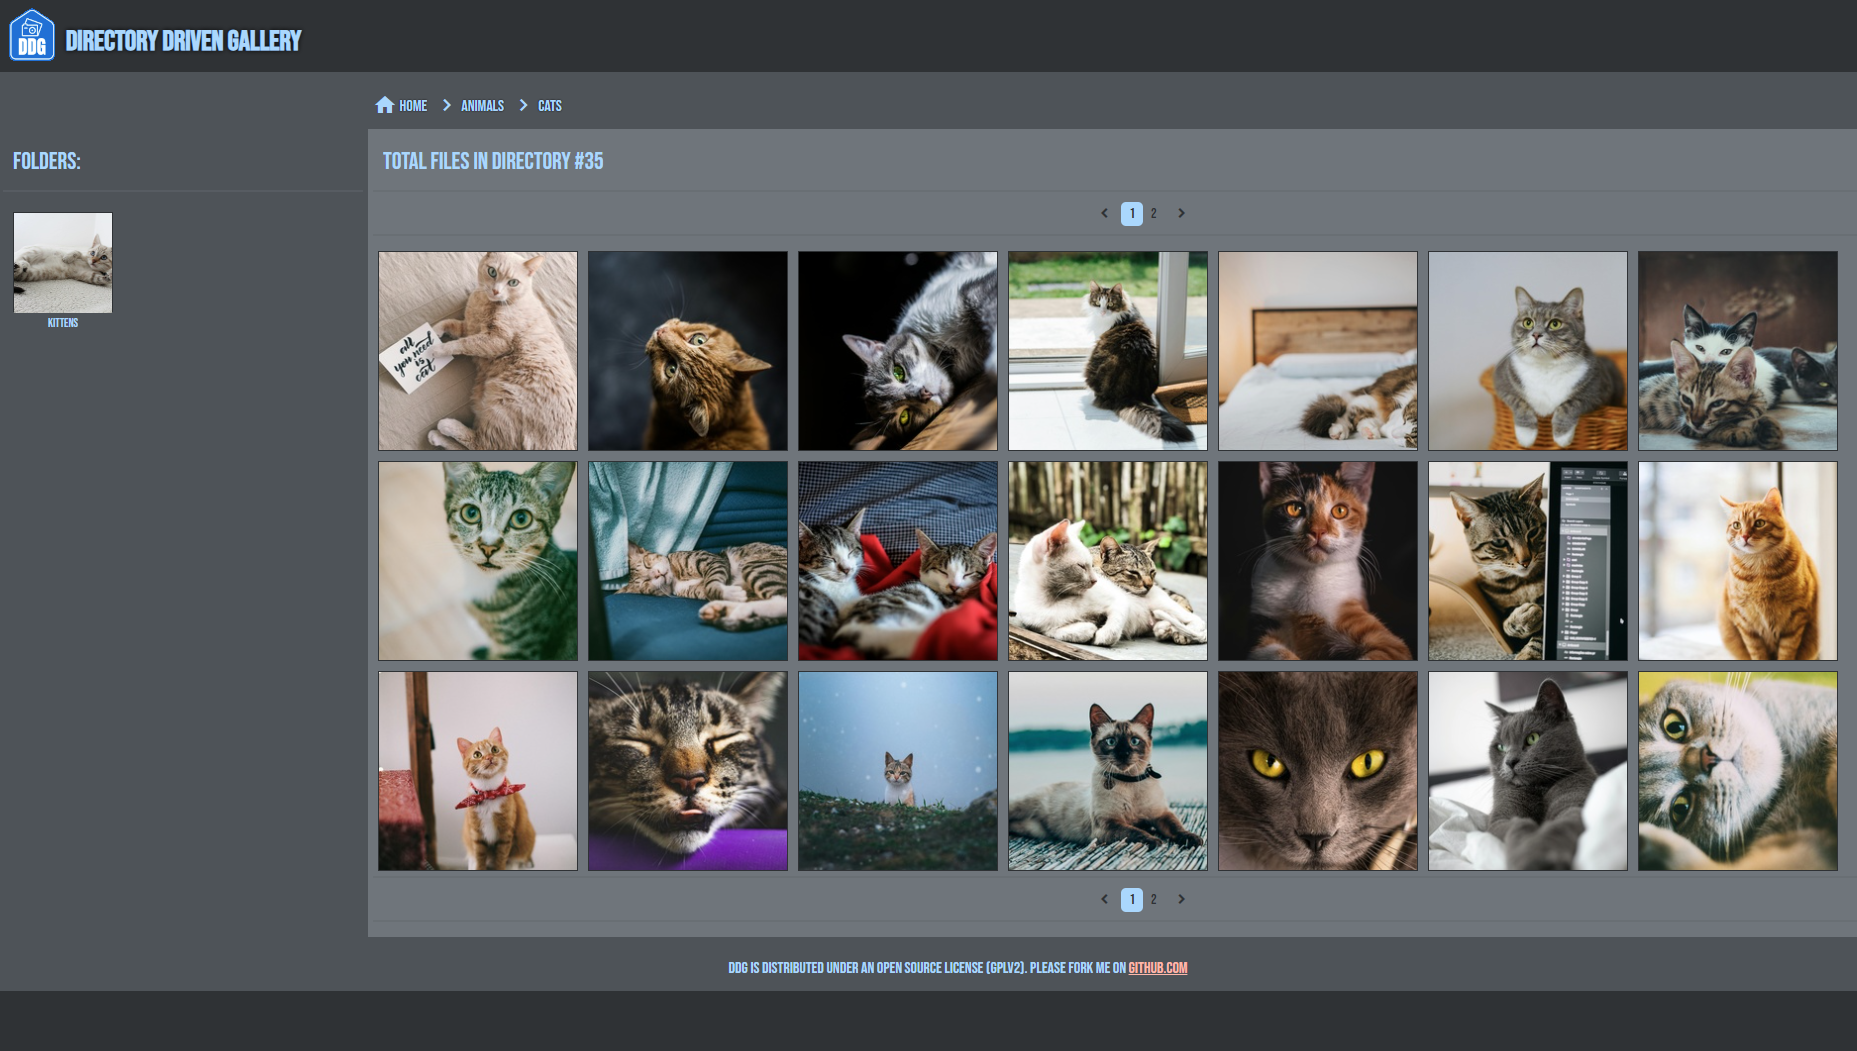 DDG
DIRECTORY DRIVEN GALLERY
HOME > ANIMALS > CATS
FOLDERS:
KITTENS
TOTAL FILES IN DIRECTORY #35
< 1 2 >
all
you need
is
cat
< 1 2 >
DDG IS DISTRIBUTED UNDER AN OPEN SOURCE LICENSE (GPLV2). PLEASE FORK ME ON GITHUB.COM